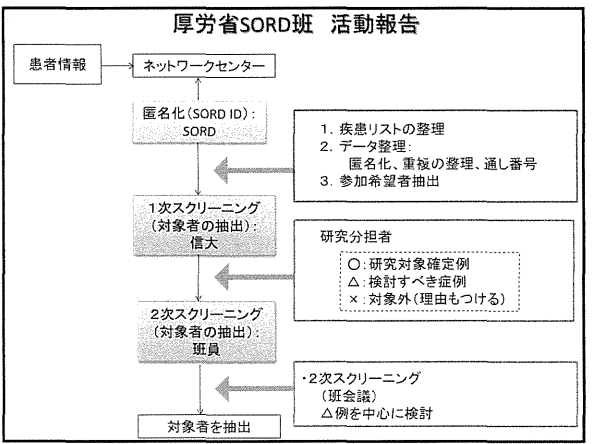 厚労省SORD班 活動報告
患者情報
ネットワークセンター
匿名化(SORD ID):
SORD
1. 疾患リストの整理
2. データ整理:
匿名化、重複の整理、通し番号
3. 参加希望者抽出
1次スクリーニング
(対象者の抽出):
信大
研究分担者
○:研究対象確定例
△:検討すべき症例
×:対象外(理由もつける)
2次スクリーニング
(対象者の抽出):
班員
・2次スクリーニング
(班会議)
△例を中心に検討
対象者を抽出